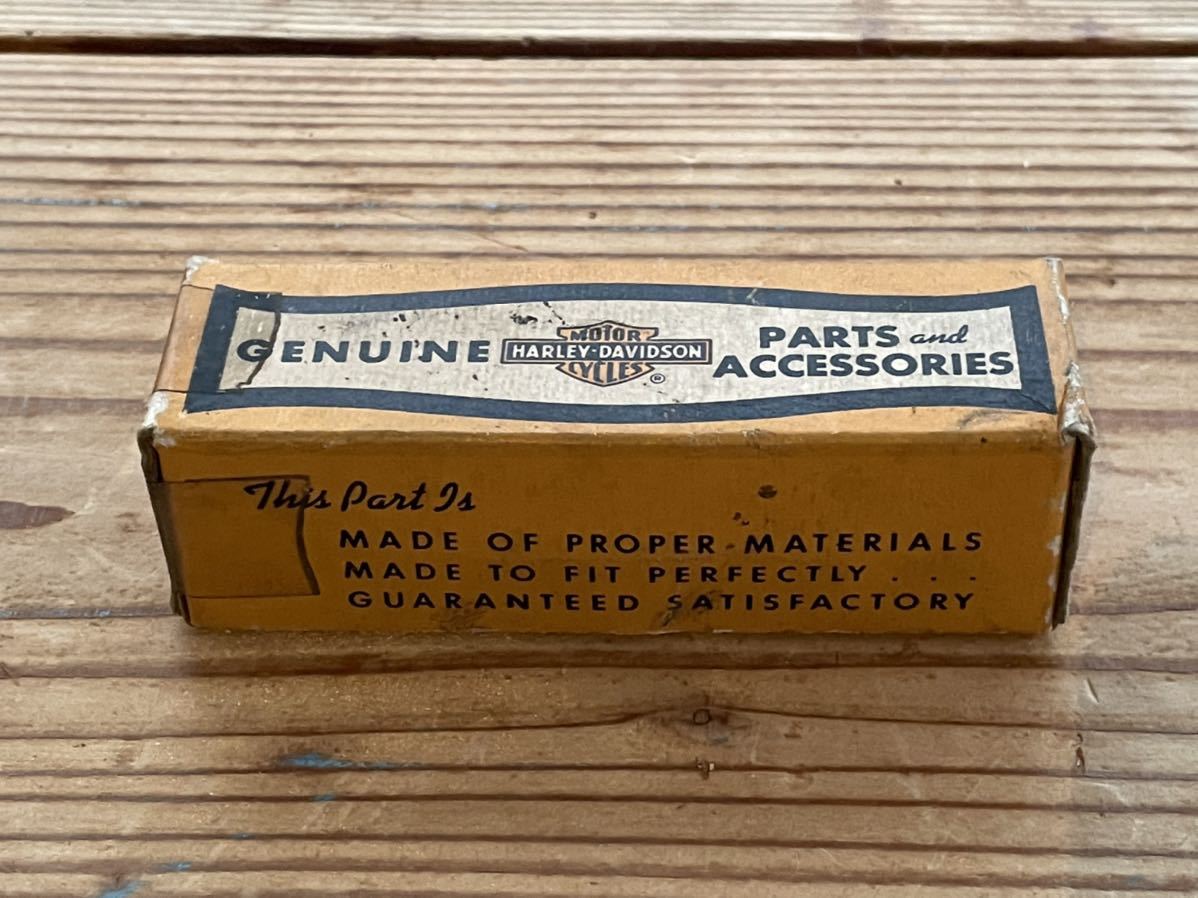 GENUINE
MOTOR
HARLEY-DAVIDSON
CYCLES
®
PARTS and
ACCESSORIES
This Part Is
MADE OF PROPER MATERIALS
MADE TO FIT PERFECTLY . . .
GUARANTEED SATISFACTORY